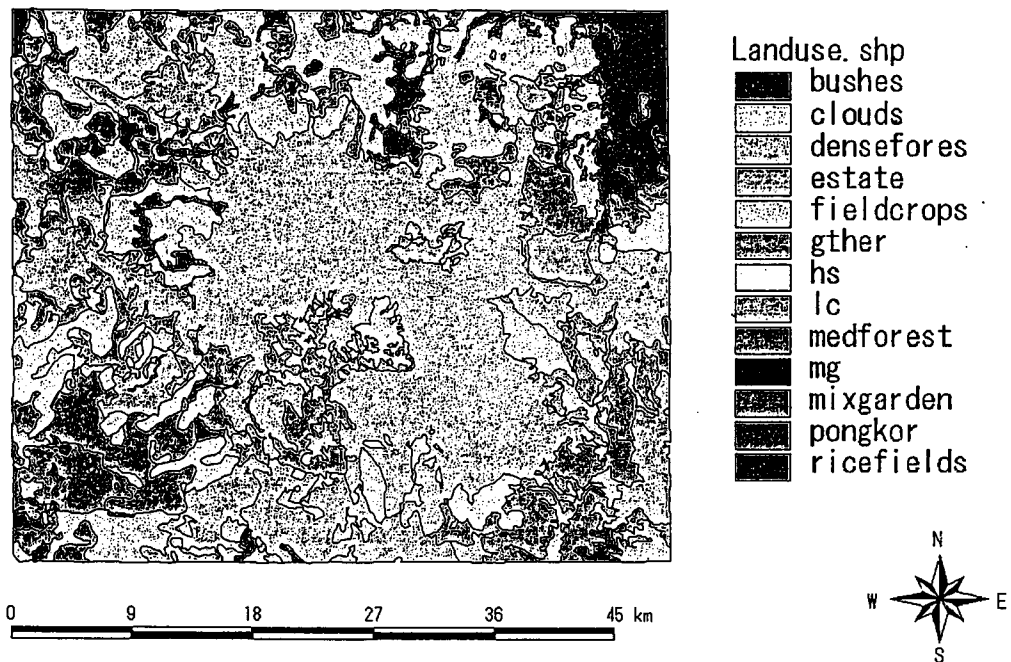 Landuse.shp
bushes
clouds
densefores
estate
fieldcrops
gther
hs
lc
medforest
mg
mixgarden
pongkor
ricefields
N
W E
S
0 9 18 27 36 45 km